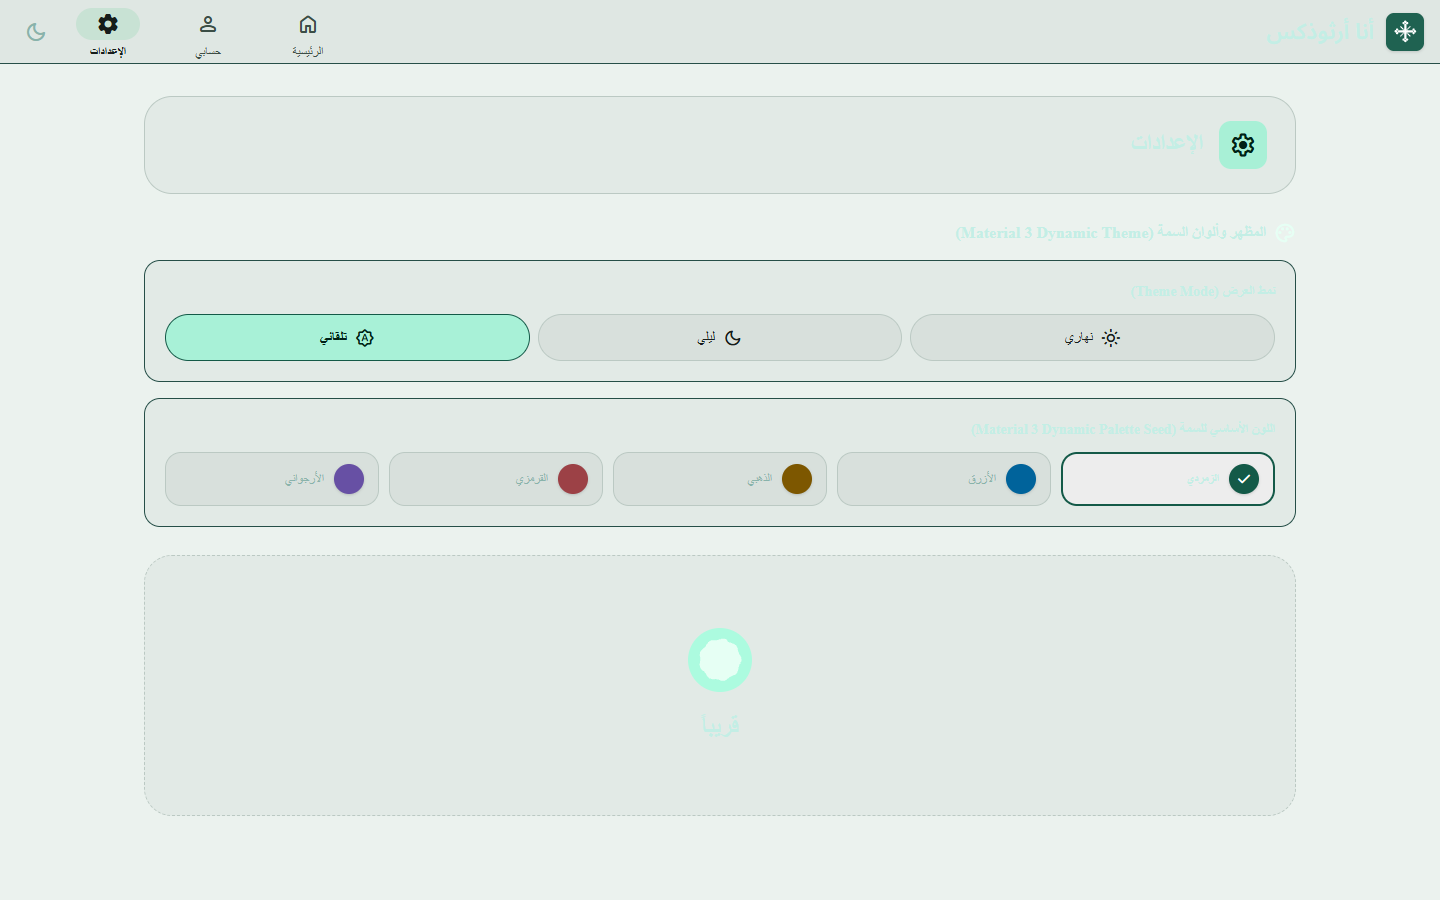 أنا أرثوذكس
الرئيسية
حسابي
الإعدادات
الإعدادات
المظهر وألوان السمة (Material 3 Dynamic Theme)
نمط العرض (Theme Mode)
نهاري
ليلي
A تلقائي
اللون الأساسي للسمة (Material 3 Dynamic Palette Seed)
الزمردي
الأزرق
الذهبي
القرمزي
الأرجواني
قريباً